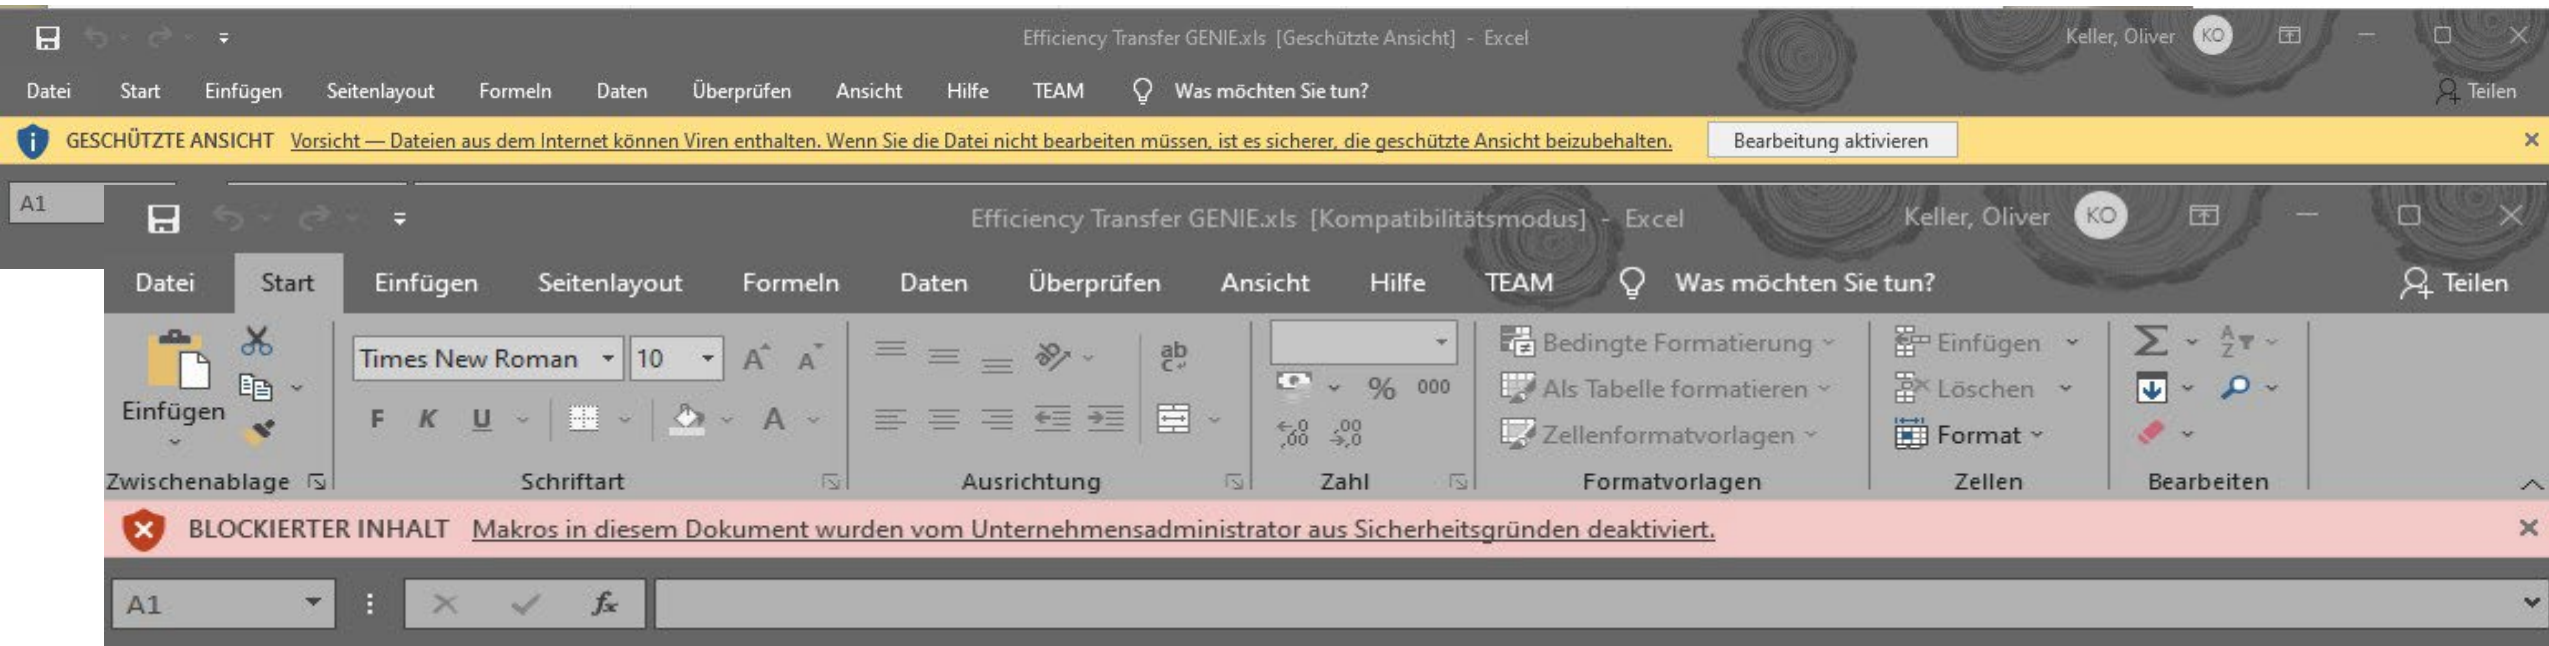 Efficiency Transfer GENIE.xls [Geschützte Ansicht] - Excel Keller, Oliver KO
Datei Start Einfügen Seitenlayout Formeln Daten Überprüfen Ansicht Hilfe TEAM Was möchten Sie tun? Teilen
GESCHÜTZTE ANSICHT Vorsicht — Dateien aus dem Internet können Viren enthalten. Wenn Sie die Datei nicht bearbeiten müssen, ist es sicherer, die geschützte Ansicht beizubehalten. Bearbeitung aktivieren
A1
Efficiency Transfer GENIE.xls [Kompatibilitätsmodus] - Excel Keller, Oliver KO
Datei Start Einfügen Seitenlayout Formeln Daten Überprüfen Ansicht Hilfe TEAM Was möchten Sie tun? Teilen
Times New Roman 10 A A ab c Bedingte Formatierung Einfügen Σ A Z
% 000 Als Tabelle formatieren Löschen
Einfügen F K U A ,00 ,0 Zellenformatvorlagen Format
Zwischenablage Schriftart Ausrichtung Zahl Formatvorlagen Zellen Bearbeiten
BLOCKIERTER INHALT Makros in diesem Dokument wurden vom Unternehmensadministrator aus Sicherheitsgründen deaktiviert.
A1 fx